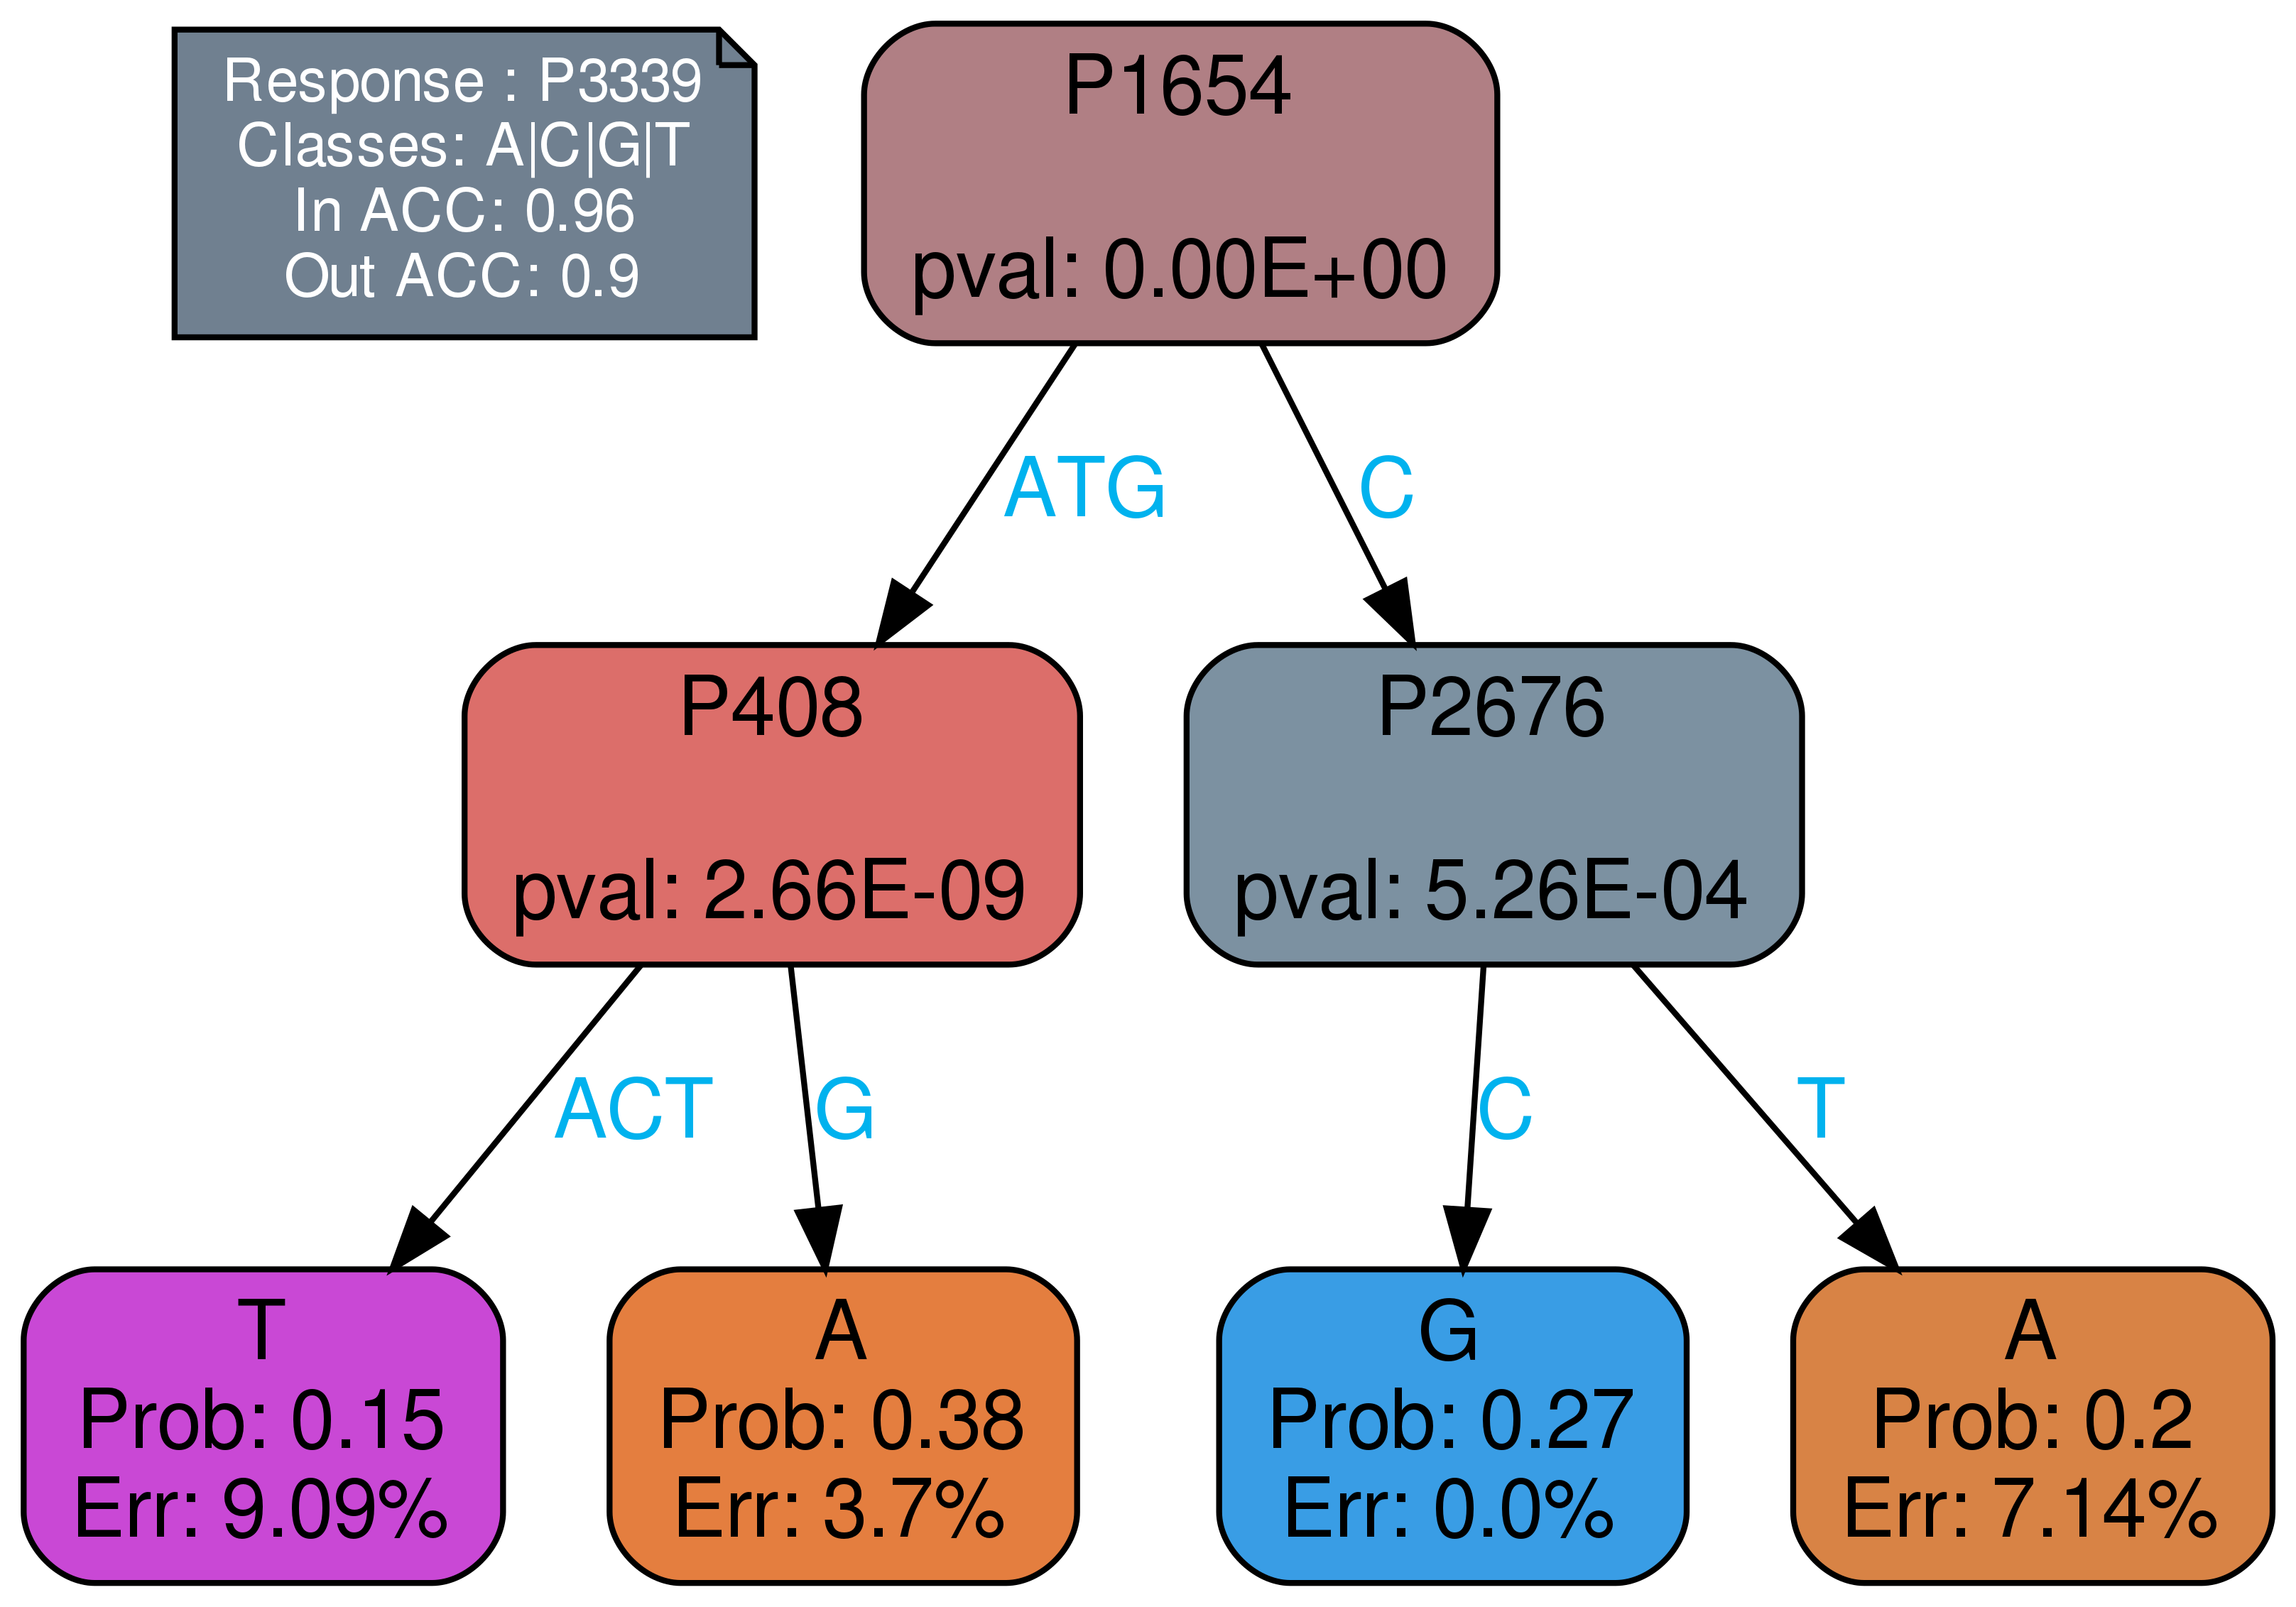 Response : P3339
Classes: A|C|G|T
In ACC: 0.96
Out ACC: 0.9
P1654
pval: 0.00E+00
ATG
C
P408
pval: 2.66E-09
P2676
pval: 5.26E-04
ACT
G
C
T
T
Prob: 0.15
Err: 9.09%
A
Prob: 0.38
Err: 3.7%
G
Prob: 0.27
Err: 0.0%
A
Prob: 0.2
Err: 7.14%